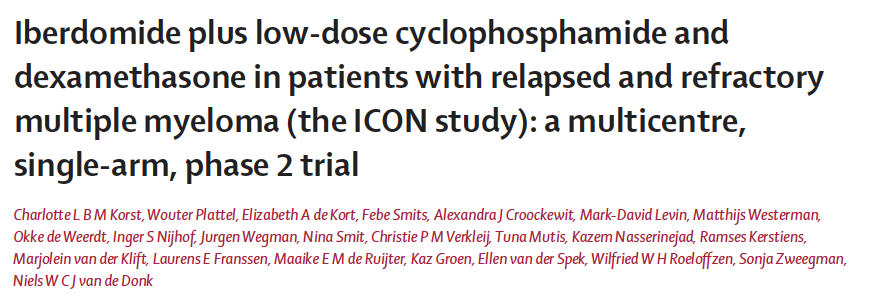 Iberdomide plus low-dose cyclophosphamide and
dexamethasone in patients with relapsed and refractory
multiple myeloma (the ICON study): a multicentre,
single-arm, phase 2 trial
Charlotte L B M Korst, Wouter Plattel, Elizabeth A de Kort, Febe Smits, Alexandra J Croockewit, Mark-David Levin, Matthijs Westerman,
Okke de Weerdt, Inger S Nijhof, Jurgen Wegman, Nina Smit, Christie P M Verkleij, Tuna Mutis, Kazem Nasserinejad, Ramses Kerstiens,
Marjolein van der Klift, Laurens E Franssen, Maaike E M de Ruijter, Kaz Groen, Ellen van der Spek, Wilfried W H Roeloffzen, Sonja Zweegman,
Niels W C J van de Donk